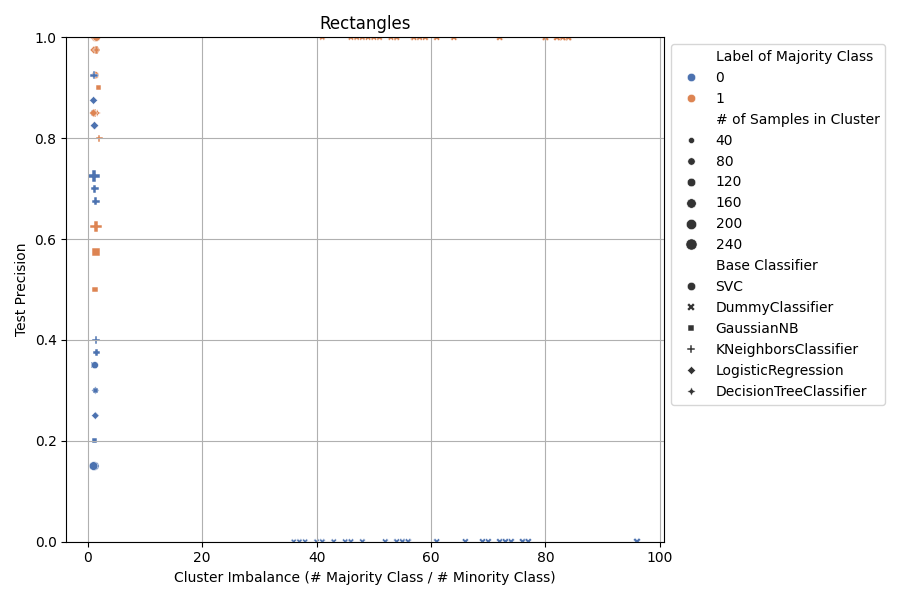 Rectangles
1.0
0.8
0.6
0.4
0.2
0.0
Test Precision
0 20 40 60 80 100
Cluster Imbalance (# Majority Class / # Minority Class)
Label of Majority Class
0
1
# of Samples in Cluster
40
80
120
160
200
240
Base Classifier
SVC
DummyClassifier
GaussianNB
KNeighborsClassifier
LogisticRegression
DecisionTreeClassifier